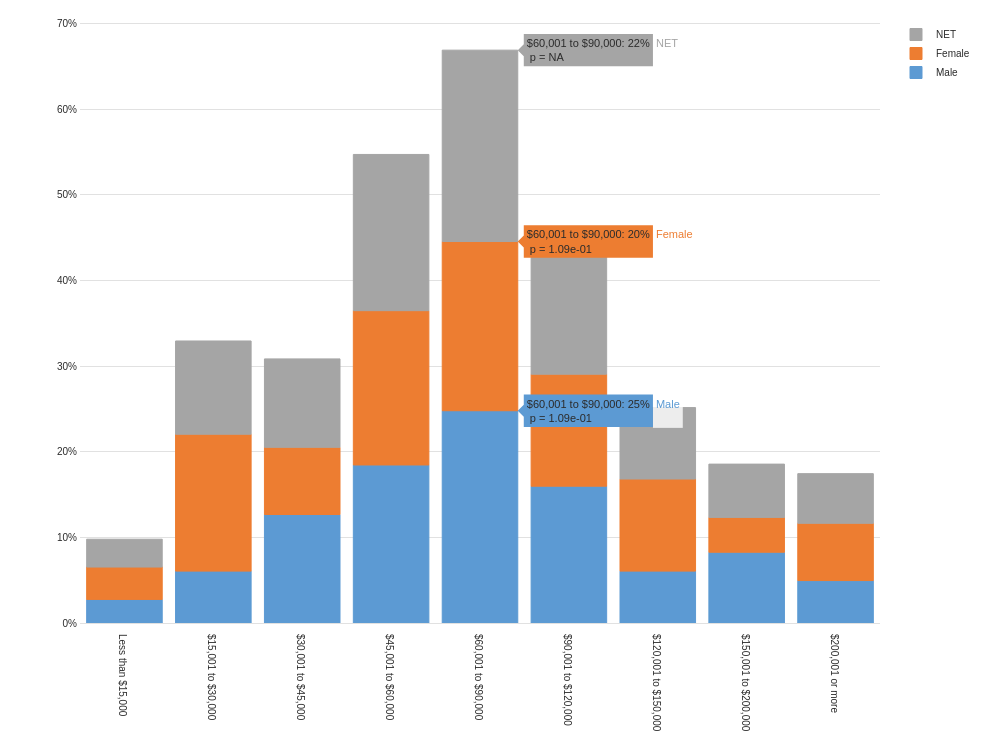 70%
60%
50%
40%
30%
20%
10%
0%
$60,001 to $90,000: 22% NET
p = NA
$60,001 to $90,000: 20% Female
p = 1.09e-01
$60,001 to $90,000: 25% Male
p = 1.09e-01
Less than $15,000
$15,001 to $30,000
$30,001 to $45,000
$45,001 to $60,000
$60,001 to $90,000
$90,001 to $120,000
$120,001 to $150,000
$150,001 to $200,000
$200,001 or more
NET
Female
Male